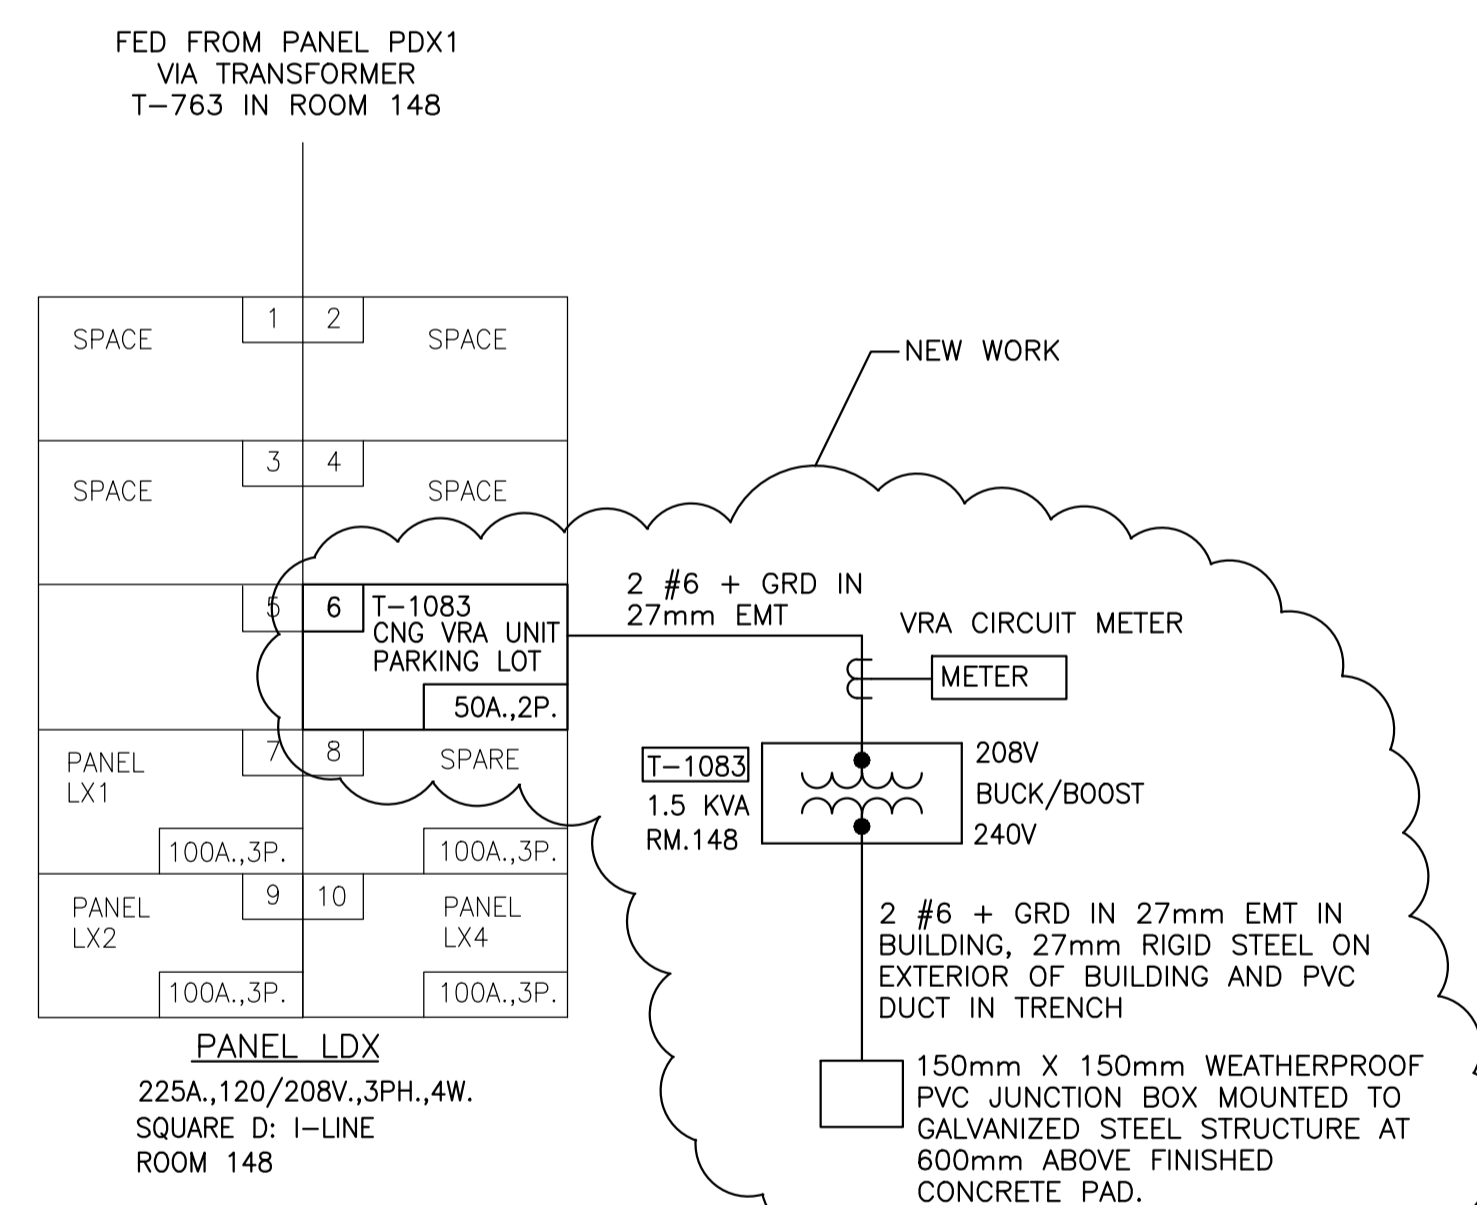 FED FROM PANEL PDX1
VIA TRANSFORMER
T-763 IN ROOM 148
SPACE
1
2
SPACE
NEW WORK
SPACE
3
4
SPACE
5
6
T-1083
CNG VRA UNIT
PARKING LOT
50A.,2P.
2 #6 + GRD IN
27mm EMT
VRA CIRCUIT METER
METER
PANEL
LX1
7
100A.,3P.
8
SPARE
100A.,3P.
T-1083
1.5 KVA
RM.148
208V
BUCK/BOOST
240V
PANEL
LX2
9
100A.,3P.
10
PANEL
LX4
100A.,3P.
2 #6 + GRD IN 27mm EMT IN
BUILDING, 27mm RIGID STEEL ON
EXTERIOR OF BUILDING AND PVC
DUCT IN TRENCH
PANEL LDX
225A.,120/208V.,3PH.,4W.
SQUARE D: I-LINE
ROOM 148
150mm X 150mm WEATHERPROOF
PVC JUNCTION BOX MOUNTED TO
GALVANIZED STEEL STRUCTURE AT
600mm ABOVE FINISHED
CONCRETE PAD.